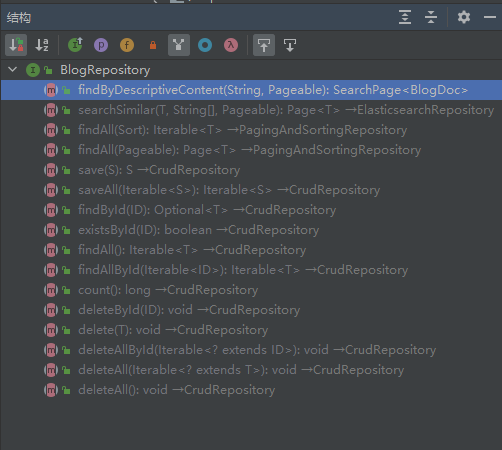 结构
BlogRepository
findByDescriptiveContent(String, Pageable): SearchPage<BlogDoc>
searchSimilar(T, String[], Pageable): Page<T> →ElasticsearchRepository
findAll(Sort): Iterable<T> →PagingAndSortingRepository
findAll(Pageable): Page<T> →PagingAndSortingRepository
save(S): S →CrudRepository
saveAll(Iterable<S>): Iterable<S> →CrudRepository
findById(ID): Optional<T> →CrudRepository
existsById(ID): boolean →CrudRepository
findAll(): Iterable<T> →CrudRepository
findAllById(Iterable<ID>): Iterable<T> →CrudRepository
count(): long →CrudRepository
deleteById(ID): void →CrudRepository
delete(T): void →CrudRepository
deleteAllById(Iterable<? extends ID>): void →CrudRepository
deleteAll(Iterable<? extends T>): void →CrudRepository
deleteAll(): void →CrudRepository